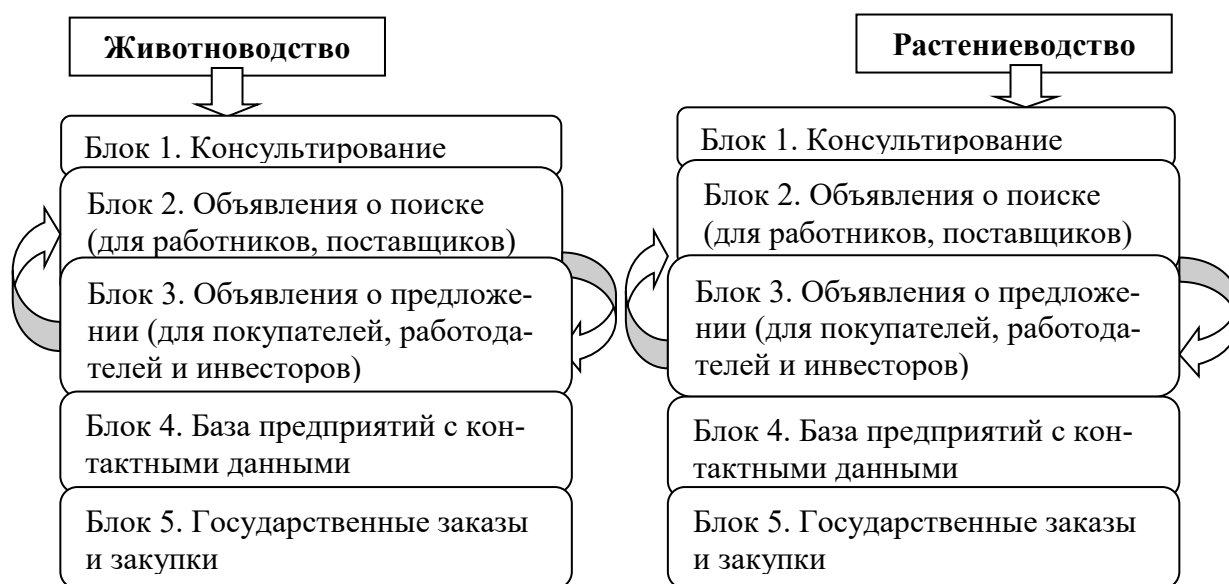 Животноводство
Блок 1. Консультирование
Блок 2. Объявления о поиске
(для работников, поставщиков)
Блок 3. Объявления о предложе-
нии (для покупателей, работода-
телей и инвесторов)
Блок 4. База предприятий с кон-
тактными данными
Блок 5. Государственные заказы
и закупки
Растениеводство
Блок 1. Консультирование
Блок 2. Объявления о поиске
(для работников, поставщиков)
Блок 3. Объявления о предложе-
нии (для покупателей, работода-
телей и инвесторов)
Блок 4. База предприятий с кон-
тактными данными
Блок 5. Государственные заказы
и закупки